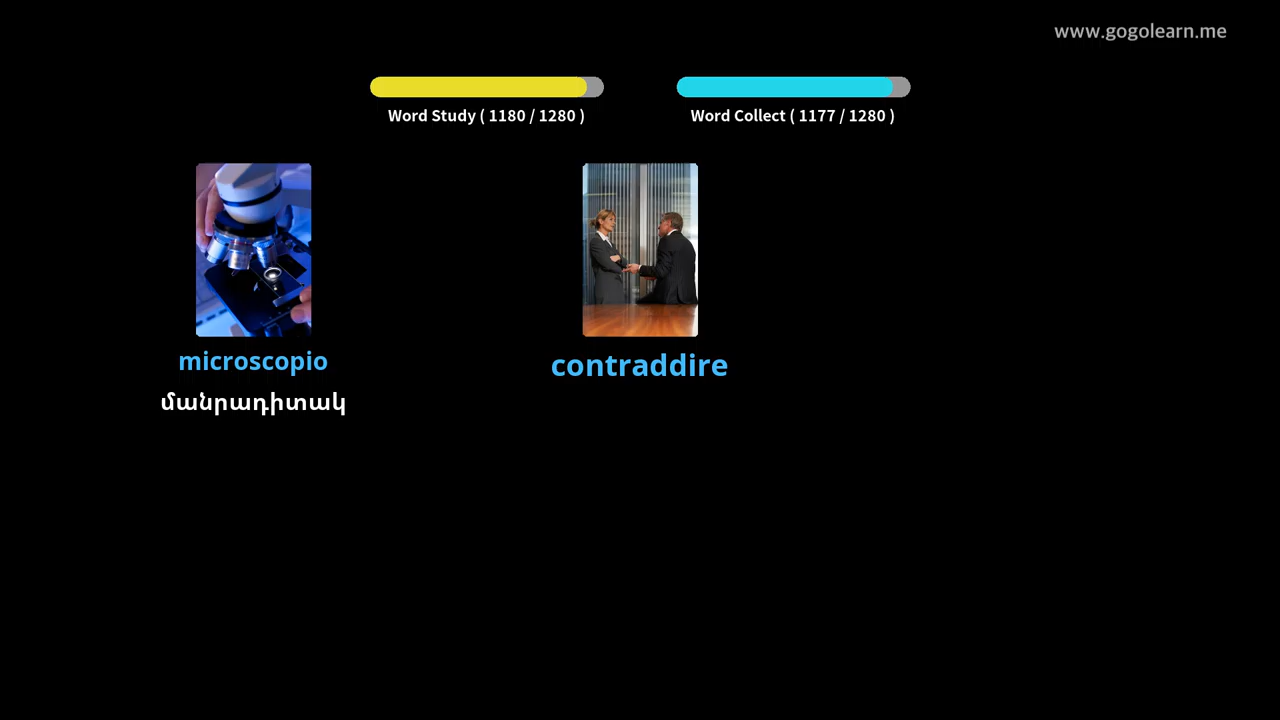 www.gogolearn.me
Word Study ( 1180 / 1280 )
Word Collect ( 1177 / 1280 )
microscopio
մանրադիտակ
contraddire